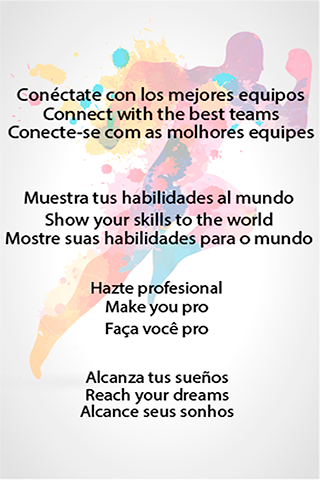 Conéctate con los mejores equipos
Connect with the best teams
Conecte-se com as molhores equipes
Muestra tus habilidades al mundo
Show your skills to the world
Mostre suas habilidades para o mundo
Hazte profesional
Make you pro
Faça você pro
Alcanza tus sueños
Reach your dreams
Alcance seus sonhos